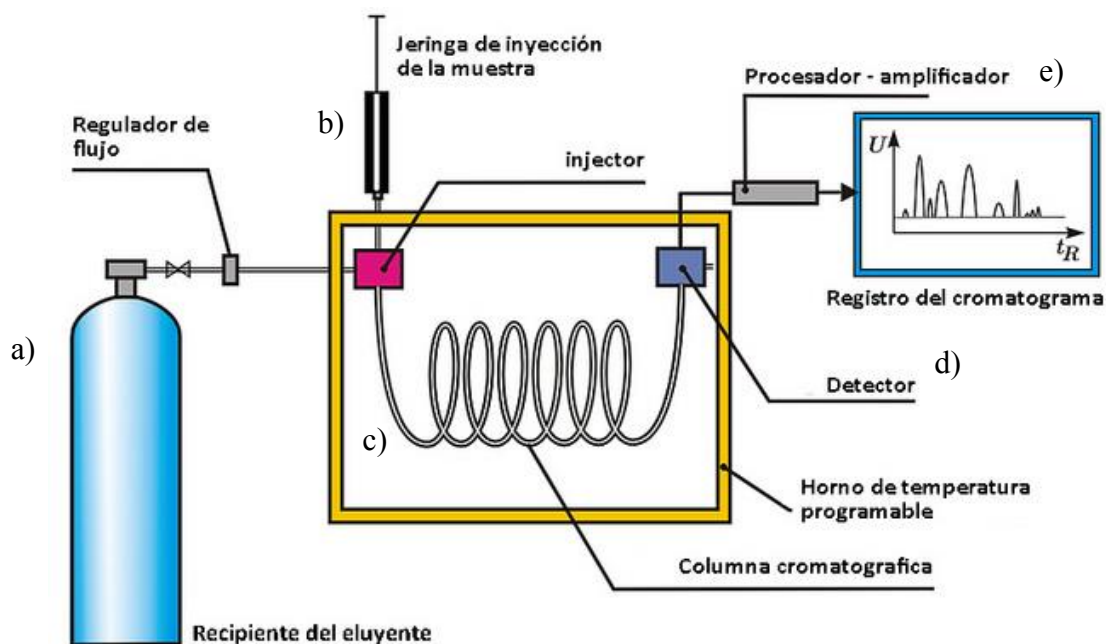 Jeringa de inyección
de la muestra
e)
Procesador - amplificador
b)
Regulador de
flujo
injector
U
t_R
Registro del cromatograma
a)
d)
Detector
c)
Horno de temperatura
programable
Columna cromatografica
Recipiente del eluyente